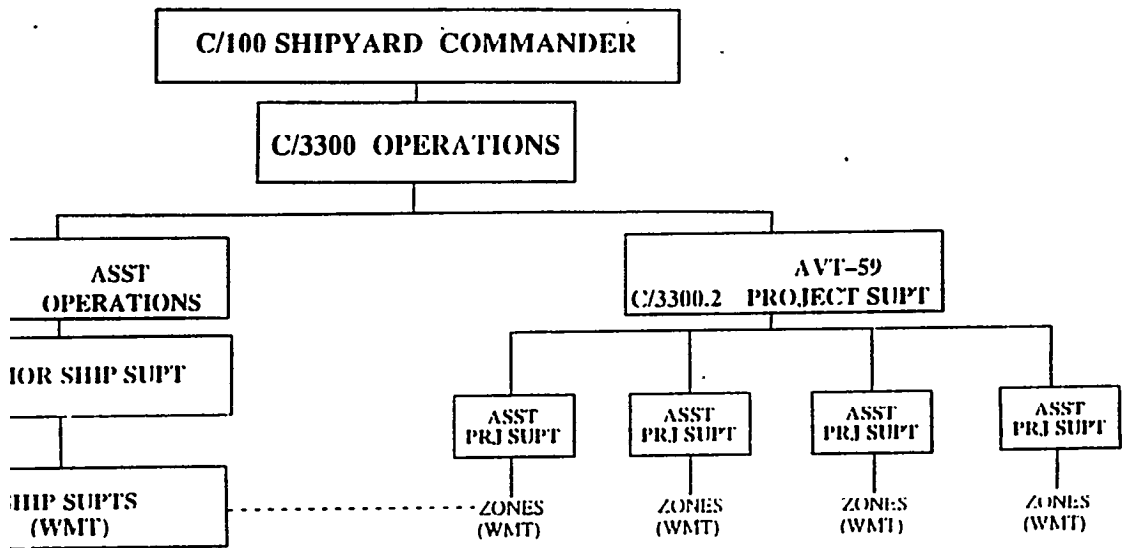 C/100 SHIPYARD COMMANDER
C/3300 OPERATIONS
ASST
OPERATIONS
AVT-59
C/3300.2 PROJECT SUPT
IOR SHIP SUPT
ASST
PRJ SUPT
ASST
PRJ SUPT
ASST
PRJ SUPT
ASST
PRJ SUPT
HIP SUPTS
(WMT)
ZONES
(WMT)
ZONES
(WMT)
ZONES
(WMT)
ZONES
(WMT)